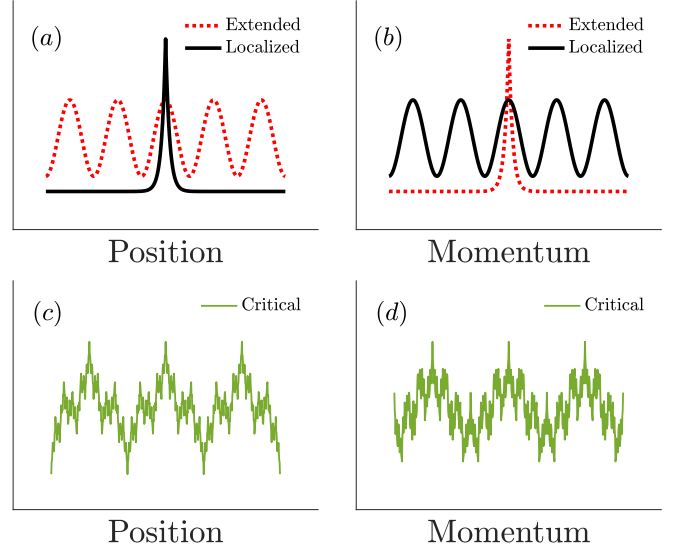 (a)
Extended
Localized
Position
(b)
Extended
Localized
Momentum
(c)
Critical
Position
(d)
Critical
Momentum